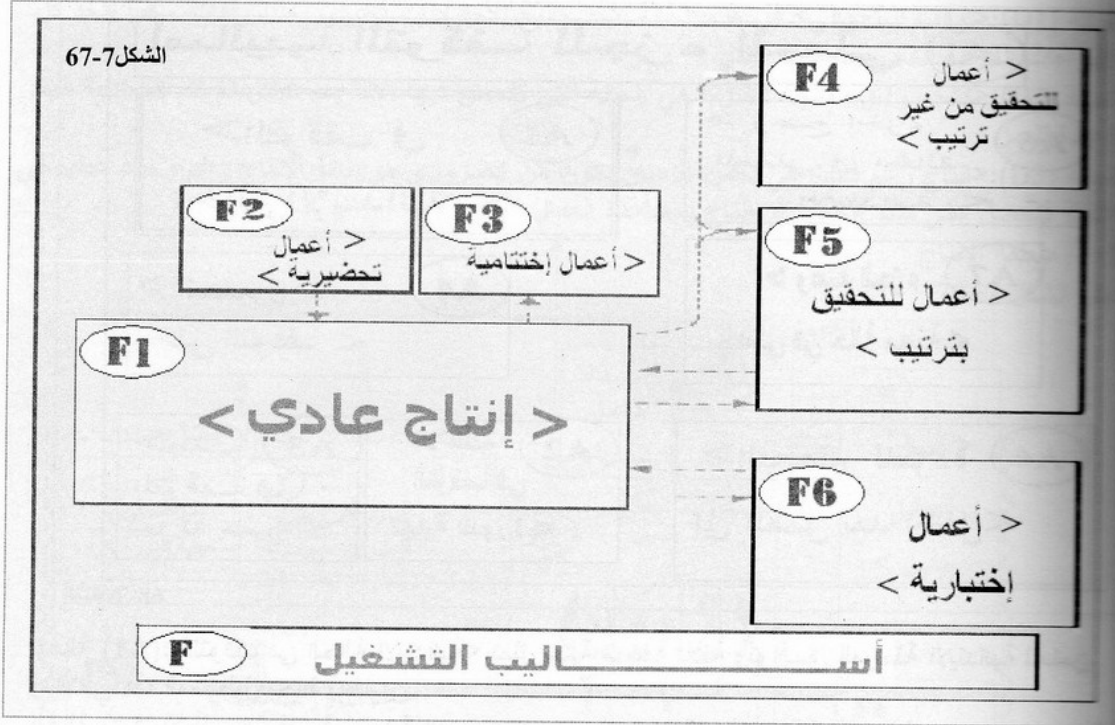 الشكل7-67
F4
< أعمال
للتحقيق من غير
ترتيب >
F2
< أعمال
تحضيرية >
F3
< أعمال إختتامية >
F5
< أعمال للتحقيق
بترتيب >
F1
< إنتاج عادي >
F6
< أعمال
إختبارية >
أســــاليب التشغيل
F